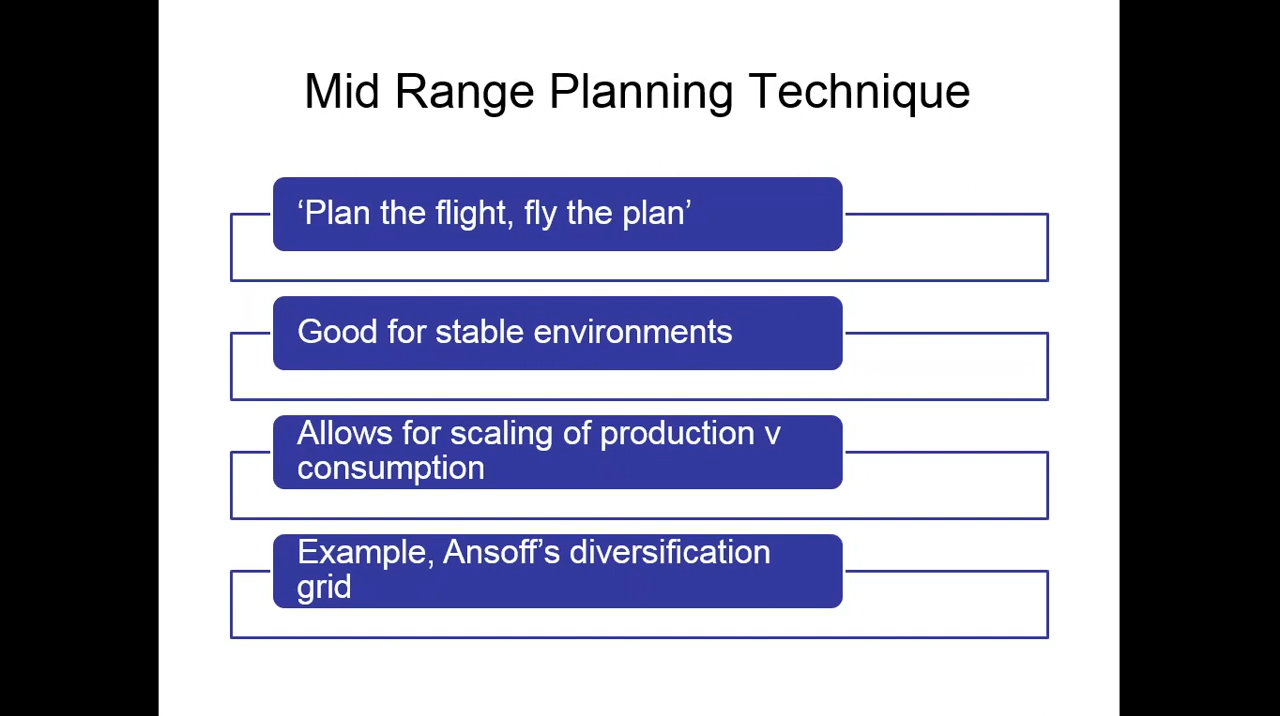 Mid Range Planning Technique
‘Plan the flight, fly the plan’
Good for stable environments
Allows for scaling of production v
consumption
Example, Ansoff’s diversification
grid